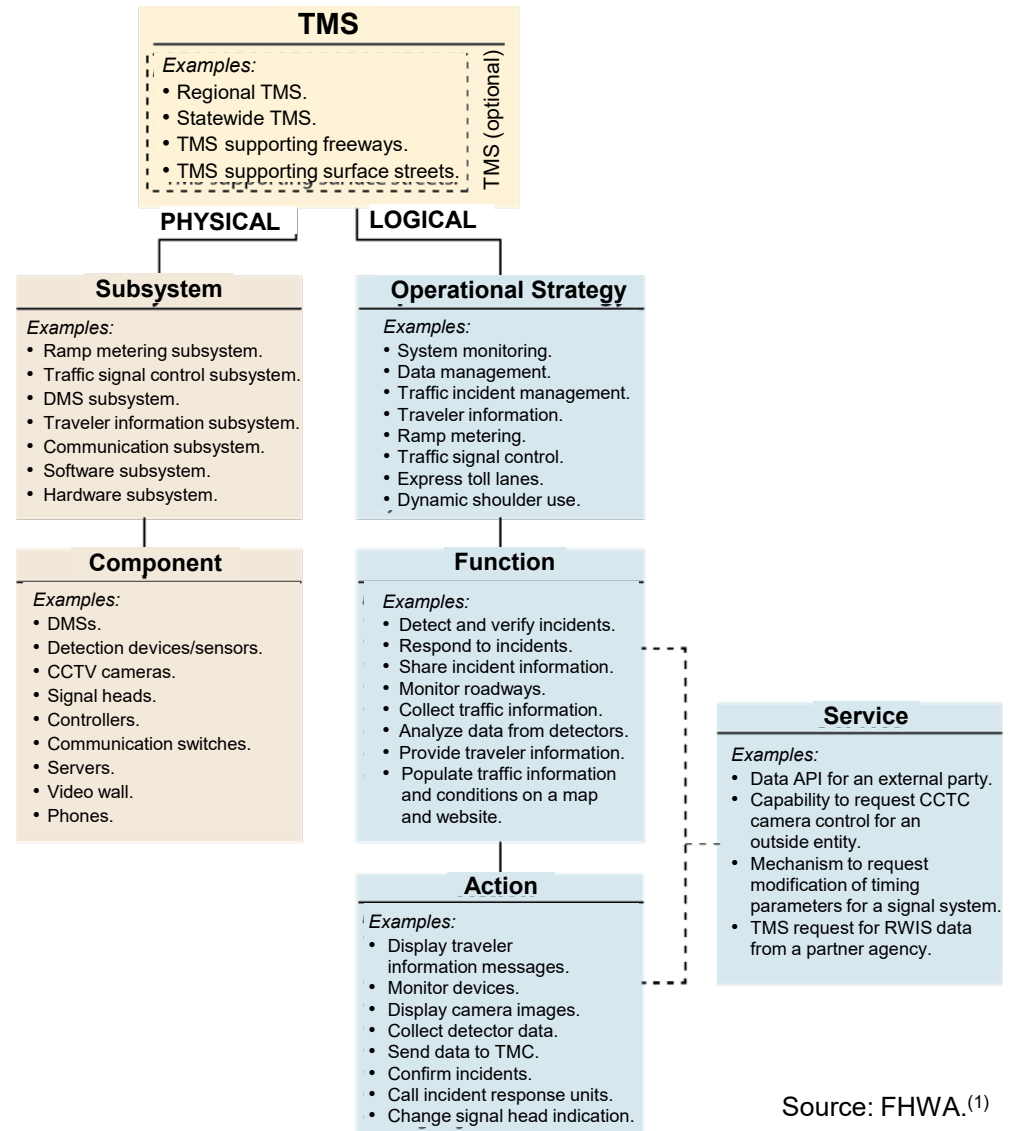 TMS
Examples:
• Regional TMS.
• Statewide TMS.
• TMS supporting freeways.
• TMS supporting surface streets.
TMS (optional)
PHYSICAL
LOGICAL
Subsystem
Examples:
• Ramp metering subsystem.
• Traffic signal control subsystem.
• DMS subsystem.
• Traveler information subsystem.
• Communication subsystem.
• Software subsystem.
• Hardware subsystem.
Component
Examples:
• DMSs.
• Detection devices/sensors.
• CCTV cameras.
• Signal heads.
• Controllers.
• Communication switches.
• Servers.
• Video wall.
• Phones.
Operational Strategy
Examples:
• System monitoring.
• Data management.
• Traffic incident management.
• Traveler information.
• Ramp metering.
• Traffic signal control.
• Express toll lanes.
• Dynamic shoulder use.
Function
Examples:
• Detect and verify incidents.
• Respond to incidents.
• Share incident information.
• Monitor roadways.
• Collect traffic information.
• Analyze data from detectors.
• Provide traveler information.
• Populate traffic information
and conditions on a map
and website.
Action
Examples:
• Display traveler
information messages.
• Monitor devices.
• Display camera images.
• Collect detector data.
• Send data to TMC.
• Confirm incidents.
• Call incident response units.
• Change signal head indication.
Service
Examples:
• Data API for an external party.
• Capability to request CCTC
camera control for an
outside entity.
• Mechanism to request
modification of timing
parameters for a signal system.
• TMS request for RWIS data
from a partner agency.
Source: FHWA.(1)